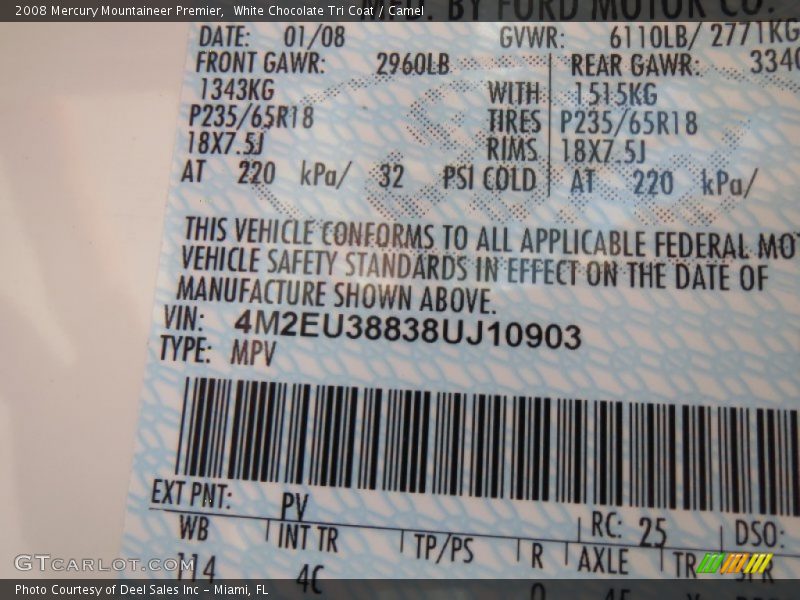 2008 Mercury Mountaineer Premier, White Chocolate Tri Coat / Camel
BY FORD MOTOR CO.
DATE: 01/08 GVWR: 6110LB/ 2771KG
FRONT GAWR: 2960LB REAR GAWR: 3340
1343KG WITH 1515KG
P235/65R18 TIRES P235/65R18
18X7.5J RIMS 18X7.5J
AT 220 kPa/ 32 PSI COLD AT 220 kPa/
THIS VEHICLE CONFORMS TO ALL APPLICABLE FEDERAL MOT
VEHICLE SAFETY STANDARDS IN EFFECT ON THE DATE OF
MANUFACTURE SHOWN ABOVE.
VIN: 4M2EU38838UJ10903
TYPE: MPV
EXT PNT: PV RC: 25 DSO:
WB INT TR TP/PS R AXLE TR
114 4C
GTCARLOT.COM
Photo Courtesy of Deel Sales Inc - Miami, FL